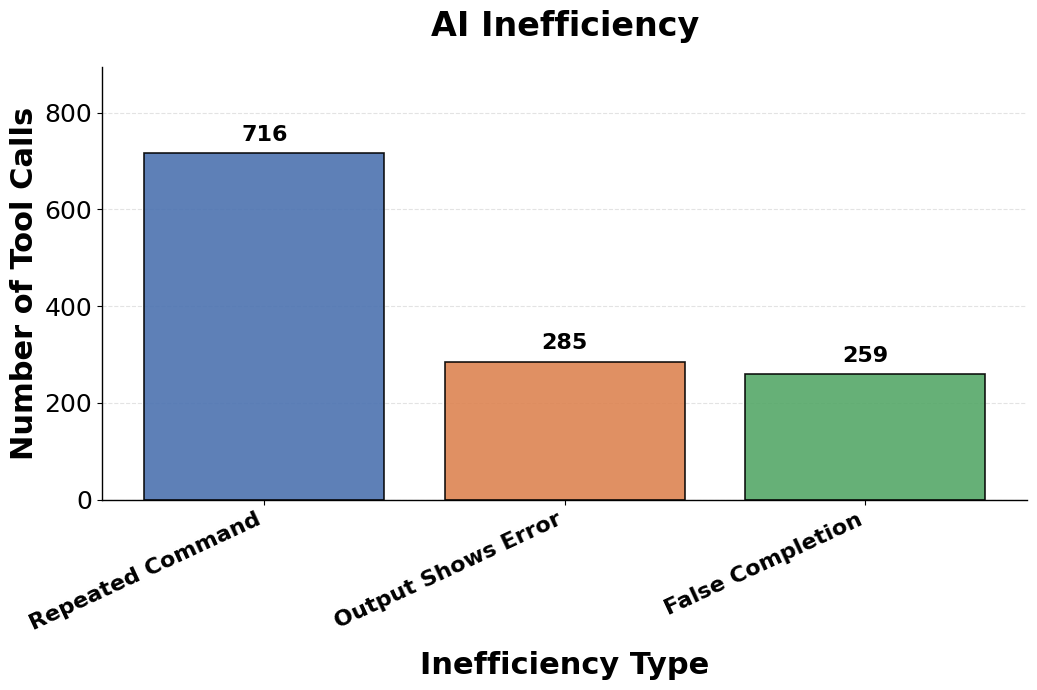 AI Inefficiency
Number of Tool Calls
800
600
400
200
0
716
285
259
Repeated Command
Output Shows Error
False Completion
Inefficiency Type